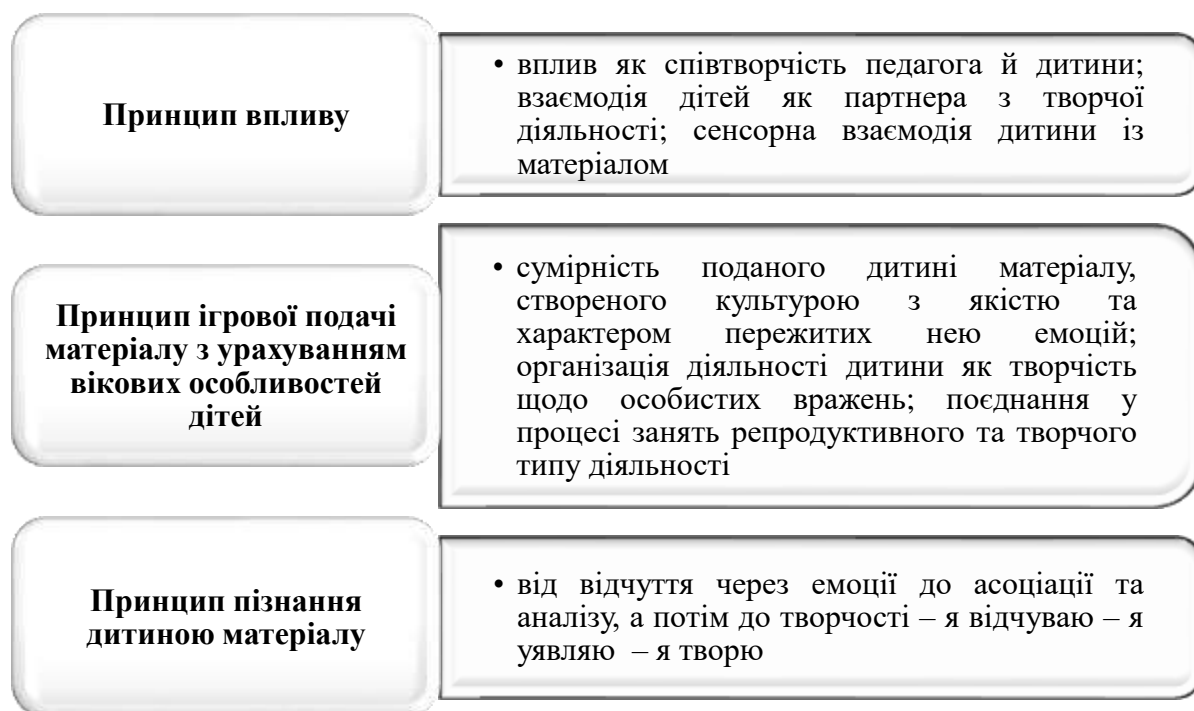 Принцип впливу
• вплив як співтворчість педагога й дитини;
взаємодія дітей як партнера з творчої
діяльності; сенсорна взаємодія дитини із
матеріалом
Принцип ігрової подачі
матеріалу з урахуванням
вікових особливостей
дітей
• сумірність поданого дитині матеріалу,
створеного культурою з якістю та
характером пережитих нею емоцій;
організація діяльності дитини як творчість
щодо особистих вражень; поєднання у
процесі занять репродуктивного та творчого
типу діяльності
Принцип пізнання
дитиною матеріалу
• від відчуття через емоції до асоціації та
аналізу, а потім до творчості – я відчуваю – я
уявляю – я творю